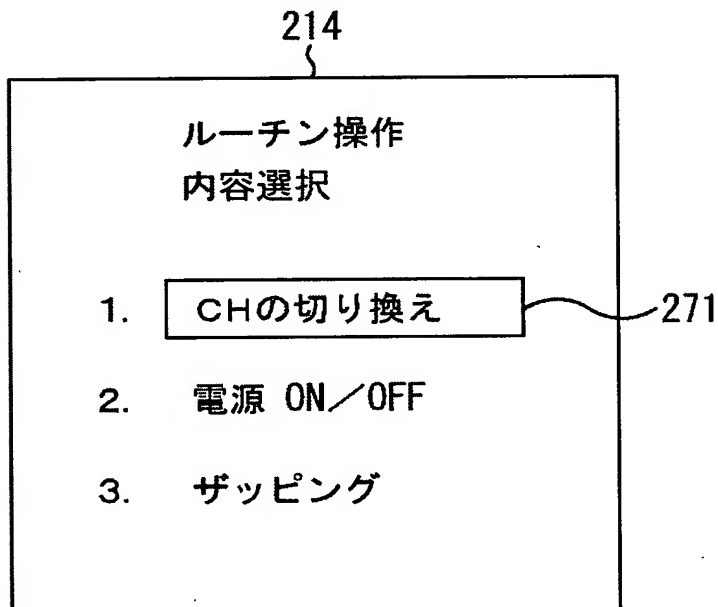 214
ルーチン操作
内容選択
1. CHの切り換え
271
2. 電源 ON／OFF
3. ザッピング